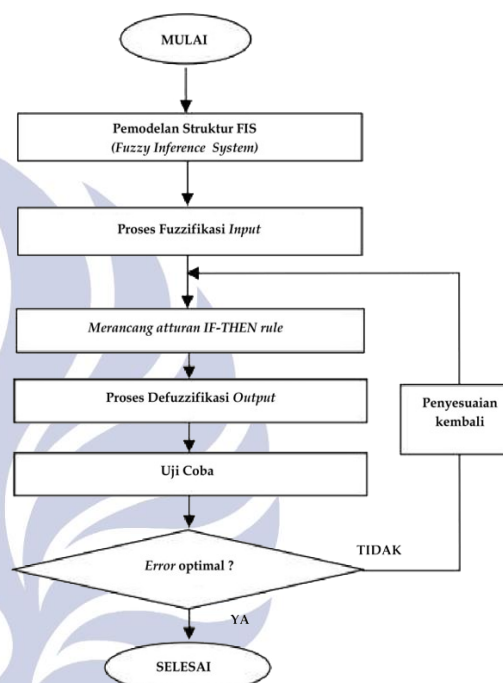 MULAI
Pemodelan Struktur FIS
(Fuzzy Inference System)
Proses Fuzzifikasi Input
Merancang atturan IF-THEN rule
Proses Defuzzifikasi Output
Penyesuaian
kembali
Uji Coba
Error optimal ?
TIDAK
YA
SELESAI